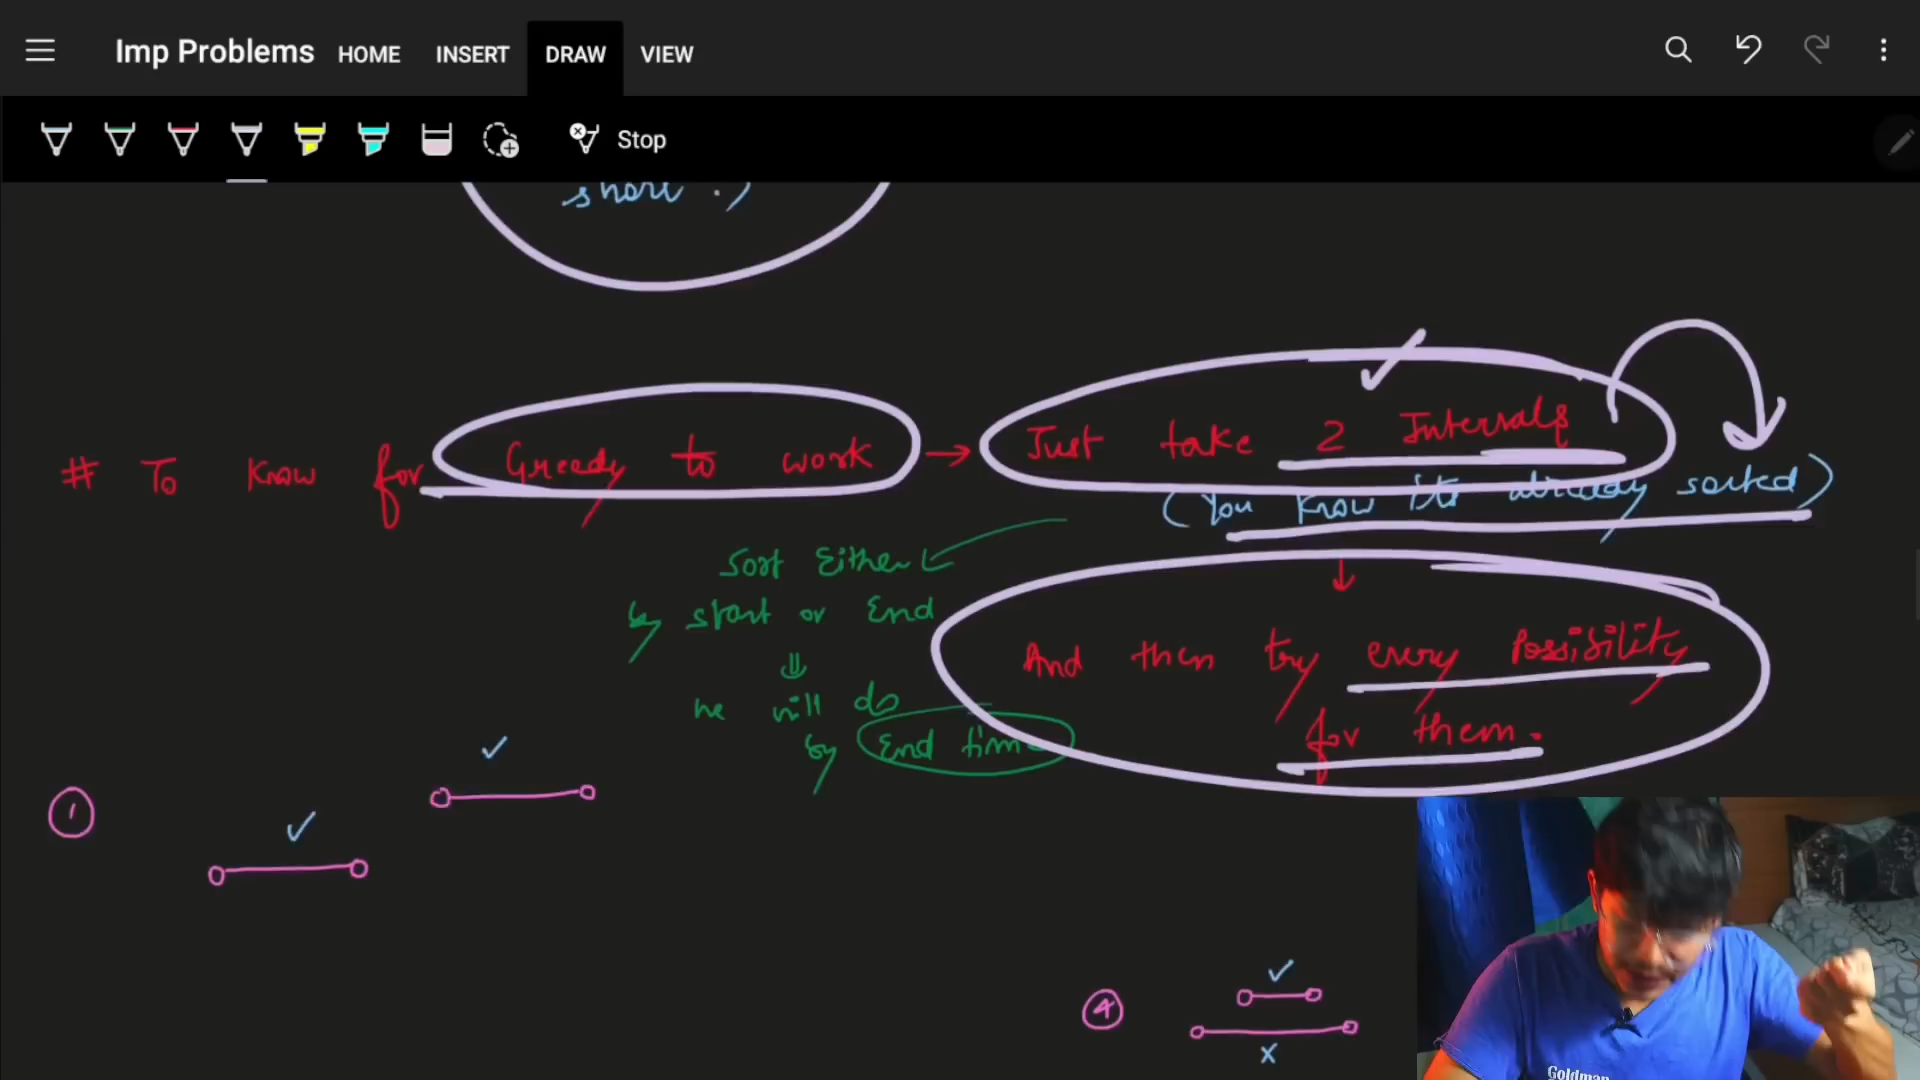 Imp Problems HOME INSERT DRAW VIEW
Stop
short :)
# To Know for Greedy to work → Just take 2 Intervals
(You know its already sorted)
Sort Either
by start or End
we will do
by End time
And then try every possibility
for them.
1
4
Goldman